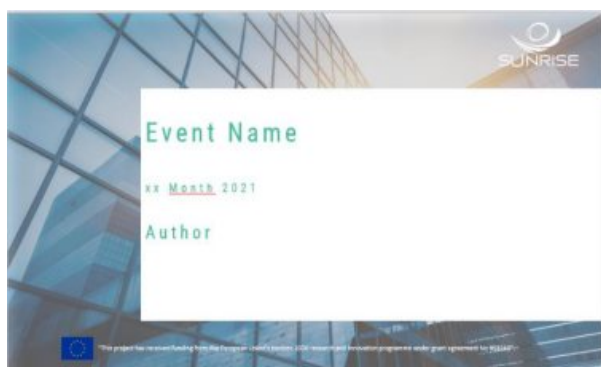 SUNRISE
Event Name
xx Month 2021
Author
"This project has received funding from the European Union's Horizon 2020 research and innovation programme under grant agreement No